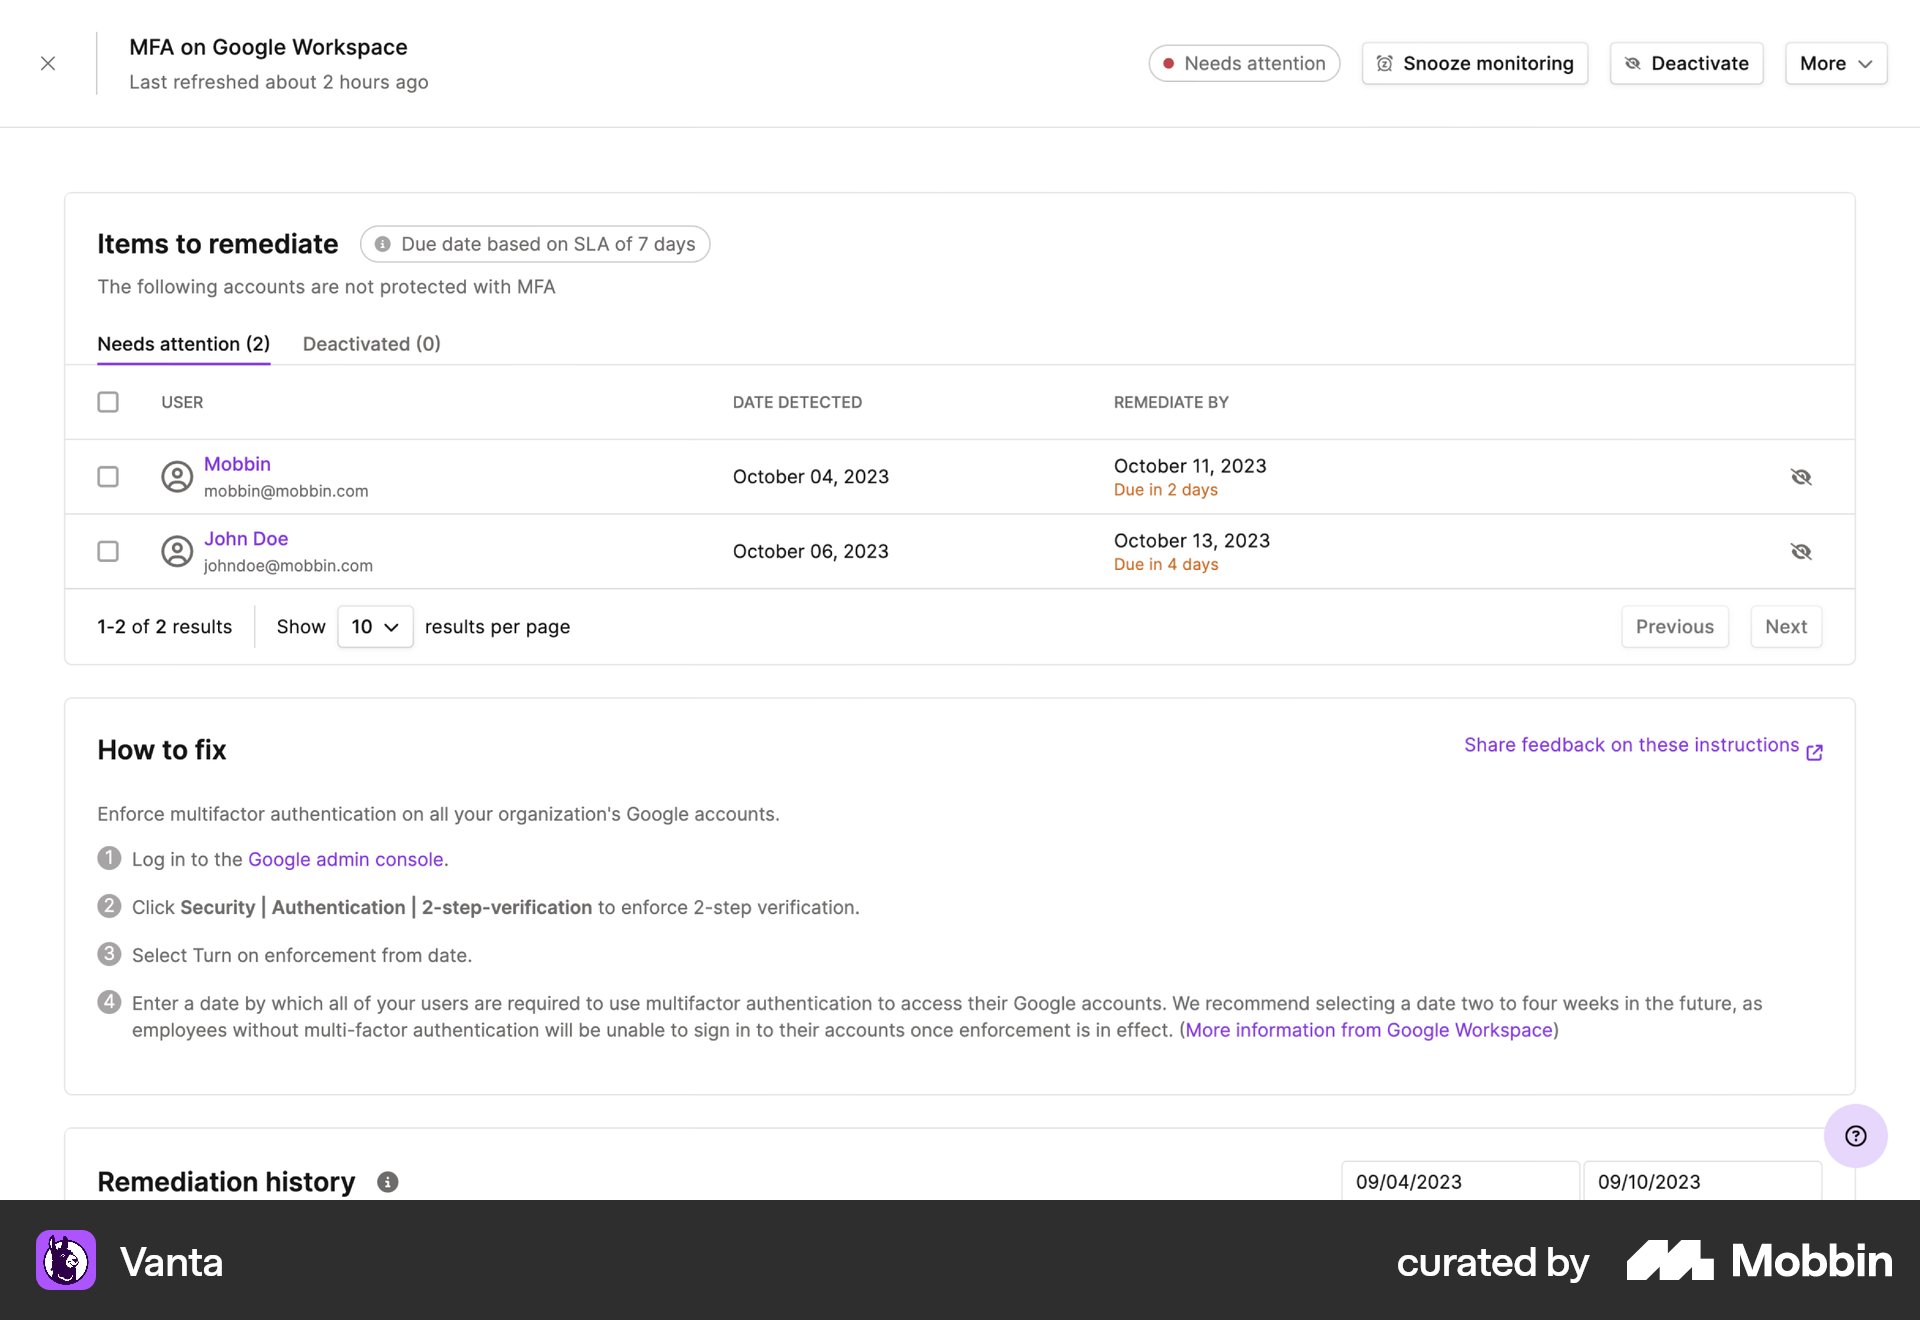 MFA on Google Workspace
Last refreshed about 2 hours ago
Needs attention
Snooze monitoring
Deactivate
More
Items to remediate
Due date based on SLA of 7 days
The following accounts are not protected with MFA
Needs attention (2)
Deactivated (0)
USER
DATE DETECTED
REMEDIATE BY
Mobbin
mobbin@mobbin.com
October 04, 2023
October 11, 2023
Due in 2 days
John Doe
johndoe@mobbin.com
October 06, 2023
October 13, 2023
Due in 4 days
1-2 of 2 results
Show
10
results per page
Previous
Next
How to fix
Share feedback on these instructions
Enforce multifactor authentication on all your organization's Google accounts.
1 Log in to the Google admin console.
2 Click Security | Authentication | 2-step-verification to enforce 2-step verification.
3 Select Turn on enforcement from date.
4 Enter a date by which all of your users are required to use multifactor authentication to access their Google accounts. We recommend selecting a date two to four weeks in the future, as
employees without multi-factor authentication will be unable to sign in to their accounts once enforcement is in effect. (More information from Google Workspace)
Remediation history
09/04/2023
09/10/2023
Vanta
curated by
Mobbin